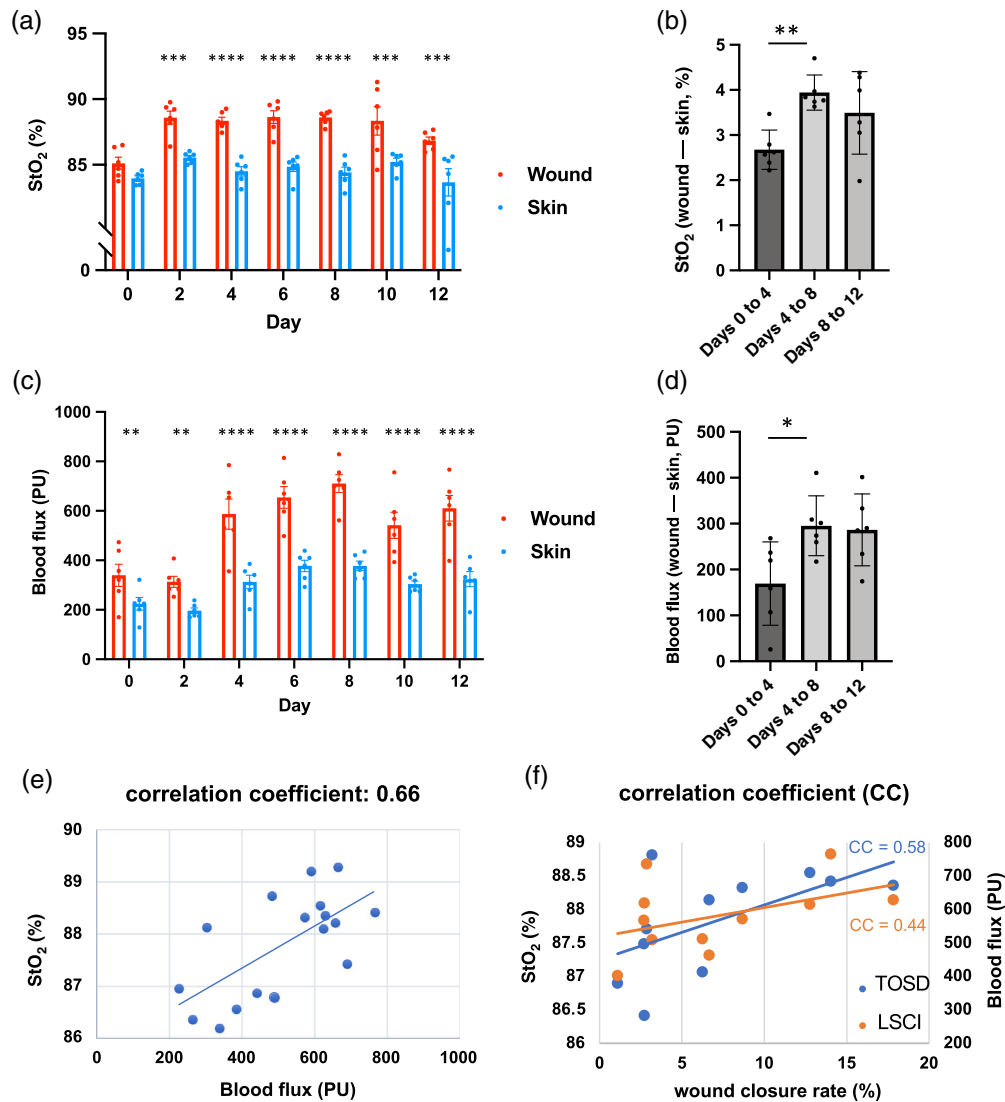 (a)
95
90
85
0
StO₂ (%)
*** **** **** **** *** ***
0 2 4 6 8 10 12
Day
Wound
Skin
(b)
**
5
4
3
2
1
0
StO₂ (wound — skin, %)
Days 0 to 4
Days 4 to 8
Days 8 to 12
(c)
1000
800
600
400
200
0
Blood flux (PU)
** ** **** **** **** **** ****
0 2 4 6 8 10 12
Day
Wound
Skin
(d)
*
500
400
300
200
100
0
Blood flux (wound — skin, PU)
Days 0 to 4
Days 4 to 8
Days 8 to 12
(e)
correlation coefficient: 0.66
90
89
88
87
86
StO₂ (%)
0 200 400 600 800 1000
Blood flux (PU)
(f)
correlation coefficient (CC)
89
88.5
88
87.5
87
86.5
86
StO₂ (%)
CC = 0.58
CC = 0.44
TOSD
LSCI
800
700
600
500
400
300
200
Blood flux (PU)
0 5 10 15 20
wound closure rate (%)